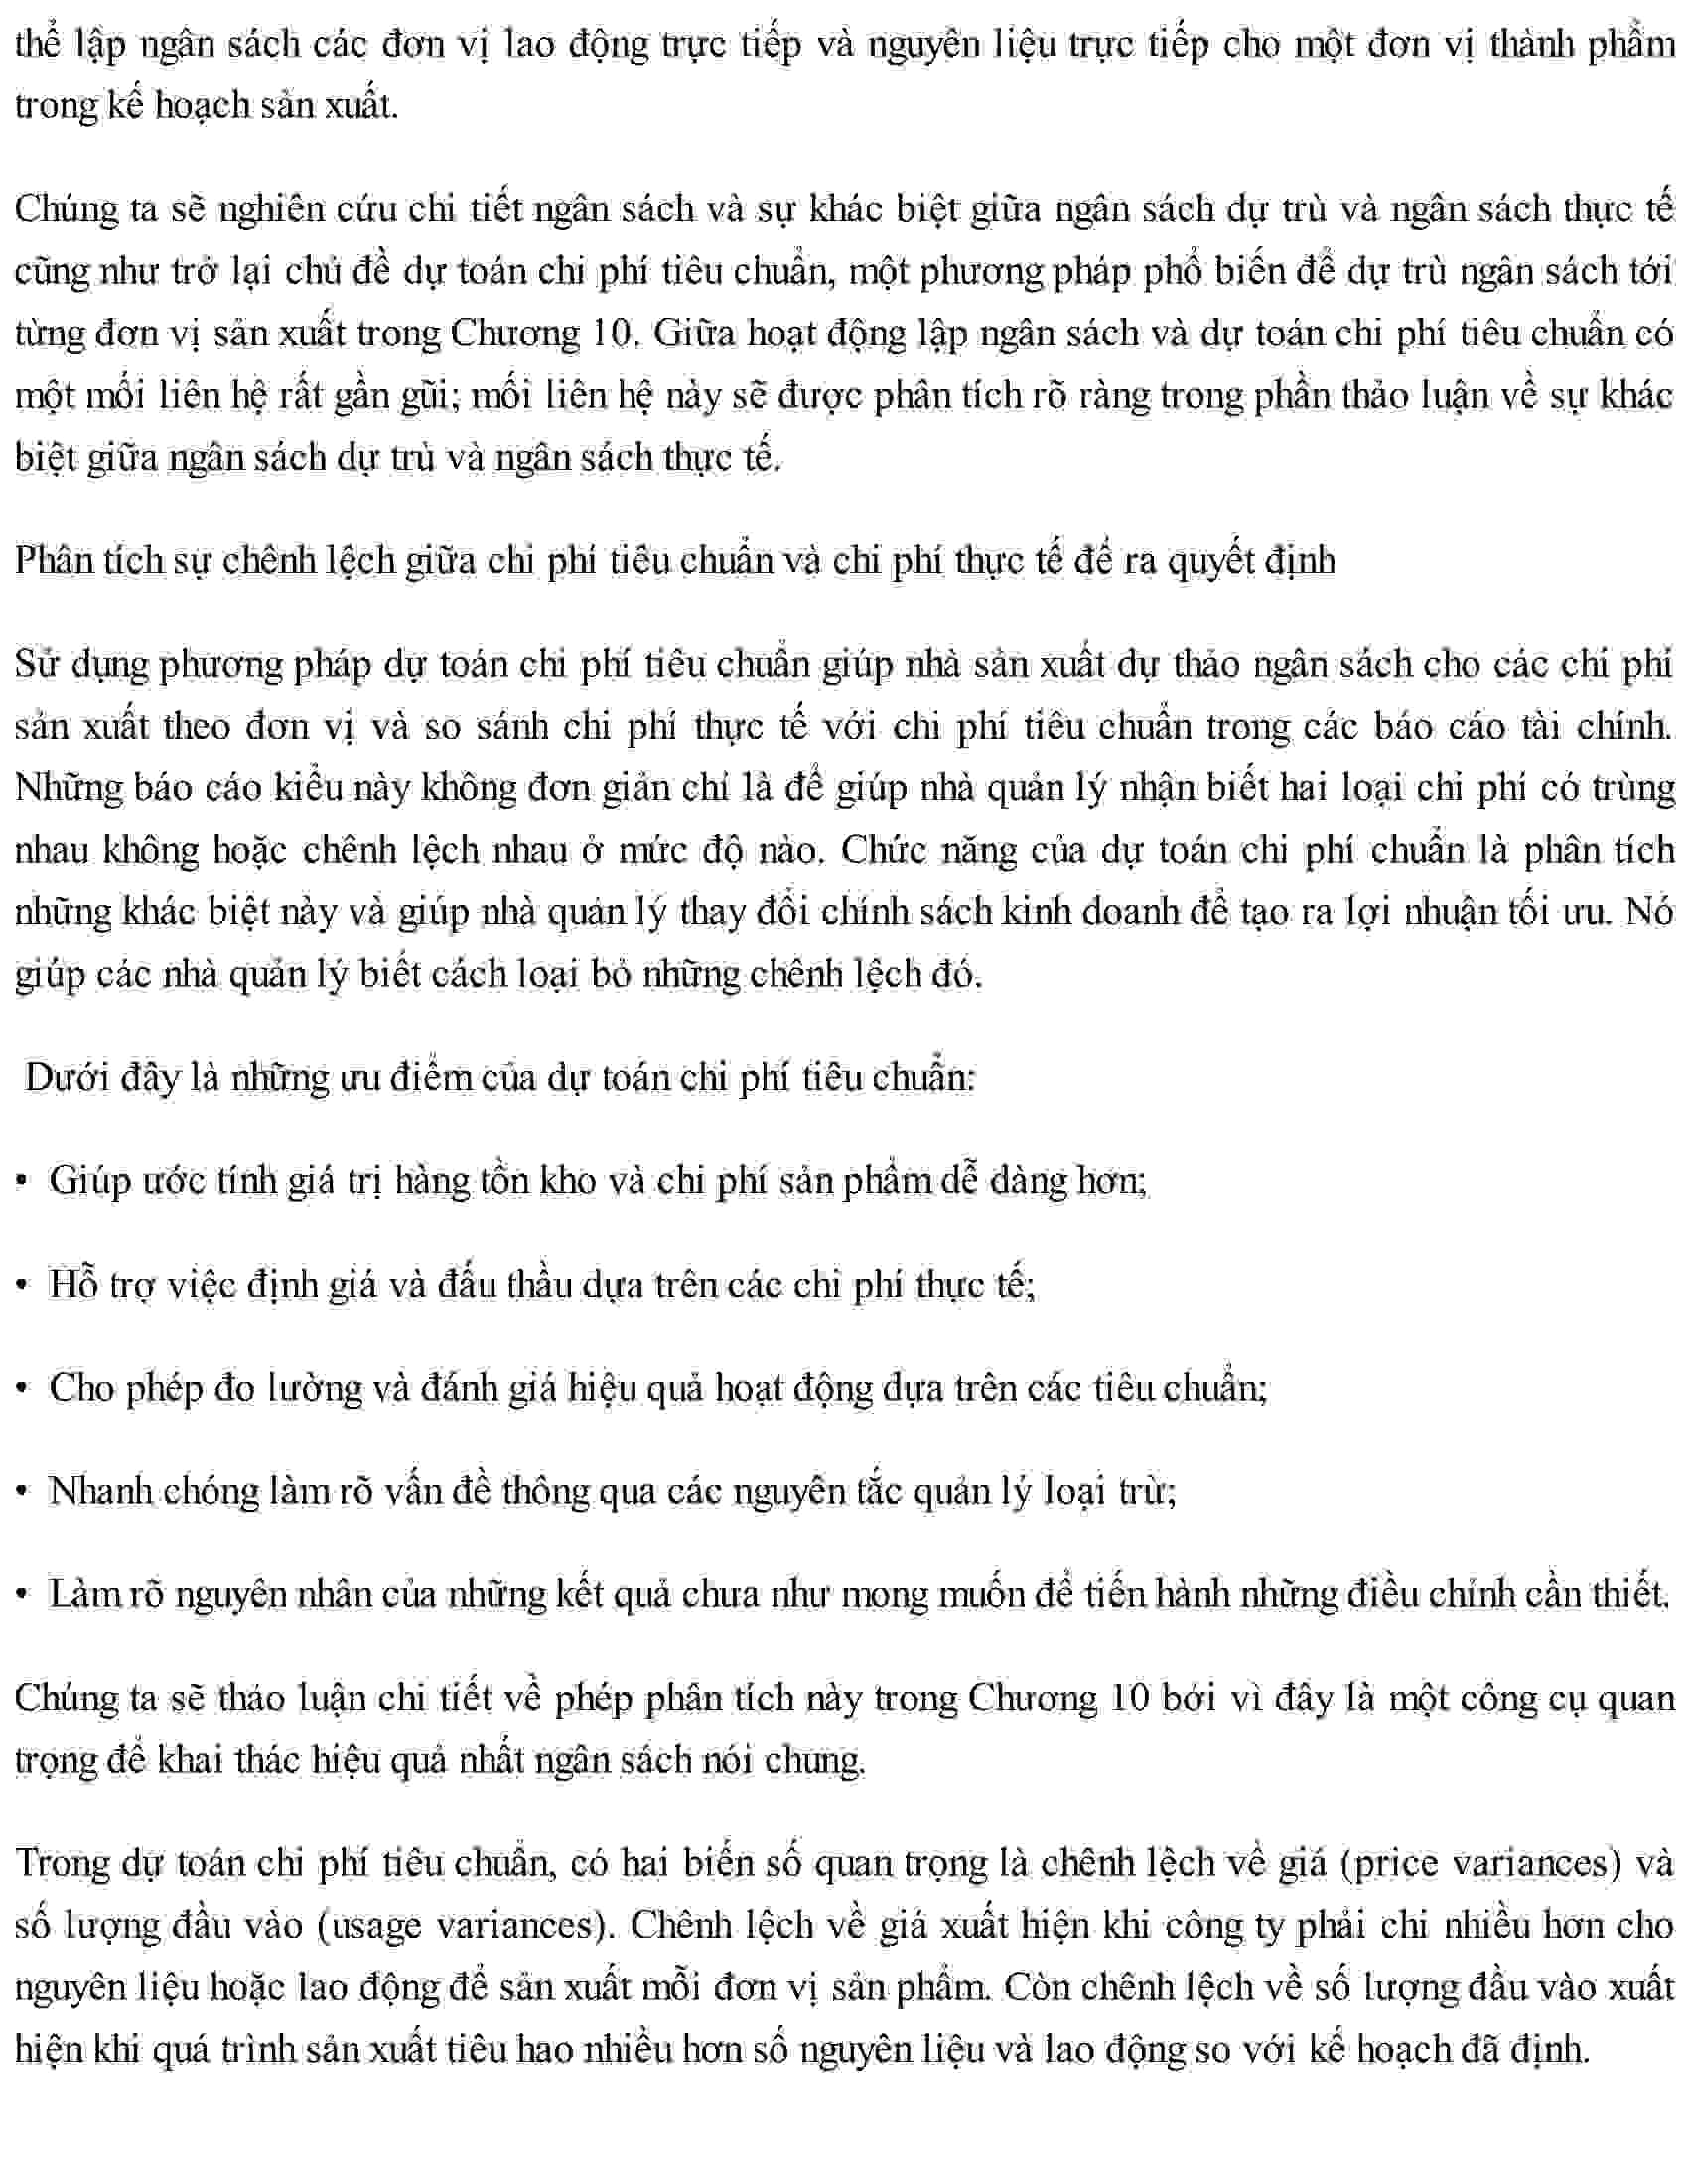 thể lập ngân sách các đơn vị lao động trực tiếp và nguyên liệu trực tiếp cho một đơn vị thành phẩm
trong kế hoạch sản xuất.
Chúng ta sẽ nghiên cứu chi tiết ngân sách và sự khác biệt giữa ngân sách dự trù và ngân sách thực tế
cũng như trở lại chủ đề dự toán chi phí tiêu chuẩn, một phương pháp phổ biến để dự trù ngân sách tới
từng đơn vị sản xuất trong Chương 10. Giữa hoạt động lập ngân sách và dự toán chi phí tiêu chuẩn có
một mối liên hệ rất gần gũi; mối liên hệ này sẽ được phân tích rõ ràng trong phần thảo luận về sự khác
biệt giữa ngân sách dự trù và ngân sách thực tế.
Phân tích sự chênh lệch giữa chi phí tiêu chuẩn và chi phí thực tế để ra quyết định
Sử dụng phương pháp dự toán chi phí tiêu chuẩn giúp nhà sản xuất dự thảo ngân sách cho các chi phí
sản xuất theo đơn vị và so sánh chi phí thực tế với chi phí tiêu chuẩn trong các báo cáo tài chính.
Những báo cáo kiểu này không đơn giản chỉ là để giúp nhà quản lý nhận biết hai loại chi phí có trùng
nhau không hoặc chênh lệch nhau ở mức độ nào. Chức năng của dự toán chi phí chuẩn là phân tích
những khác biệt này và giúp nhà quản lý thay đổi chính sách kinh doanh để tạo ra lợi nhuận tối ưu. Nó
giúp các nhà quản lý biết cách loại bỏ những chênh lệch đó.
Dưới đây là những ưu điểm của dự toán chi phí tiêu chuẩn:
• Giúp ước tính giá trị hàng tồn kho và chi phí sản phẩm dễ dàng hơn;
• Hỗ trợ việc định giá và đấu thầu dựa trên các chi phí thực tế;
• Cho phép đo lường và đánh giá hiệu quả hoạt động dựa trên các tiêu chuẩn;
• Nhanh chóng làm rõ vấn đề thông qua các nguyên tắc quản lý loại trừ;
• Làm rõ nguyên nhân của những kết quả chưa như mong muốn để tiến hành những điều chỉnh cần thiết.
Chúng ta sẽ thảo luận chi tiết về phép phân tích này trong Chương 10 bởi vì đây là một công cụ quan
trọng để khai thác hiệu quả nhất ngân sách nói chung.
Trong dự toán chi phí tiêu chuẩn, có hai biến số quan trọng là chênh lệch về giá (price variances) và
số lượng đầu vào (usage variances). Chênh lệch về giá xuất hiện khi công ty phải chi nhiều hơn cho
nguyên liệu hoặc lao động để sản xuất mỗi đơn vị sản phẩm. Còn chênh lệch về số lượng đầu vào xuất
hiện khi quá trình sản xuất tiêu hao nhiều hơn số nguyên liệu và lao động so với kế hoạch đã định.